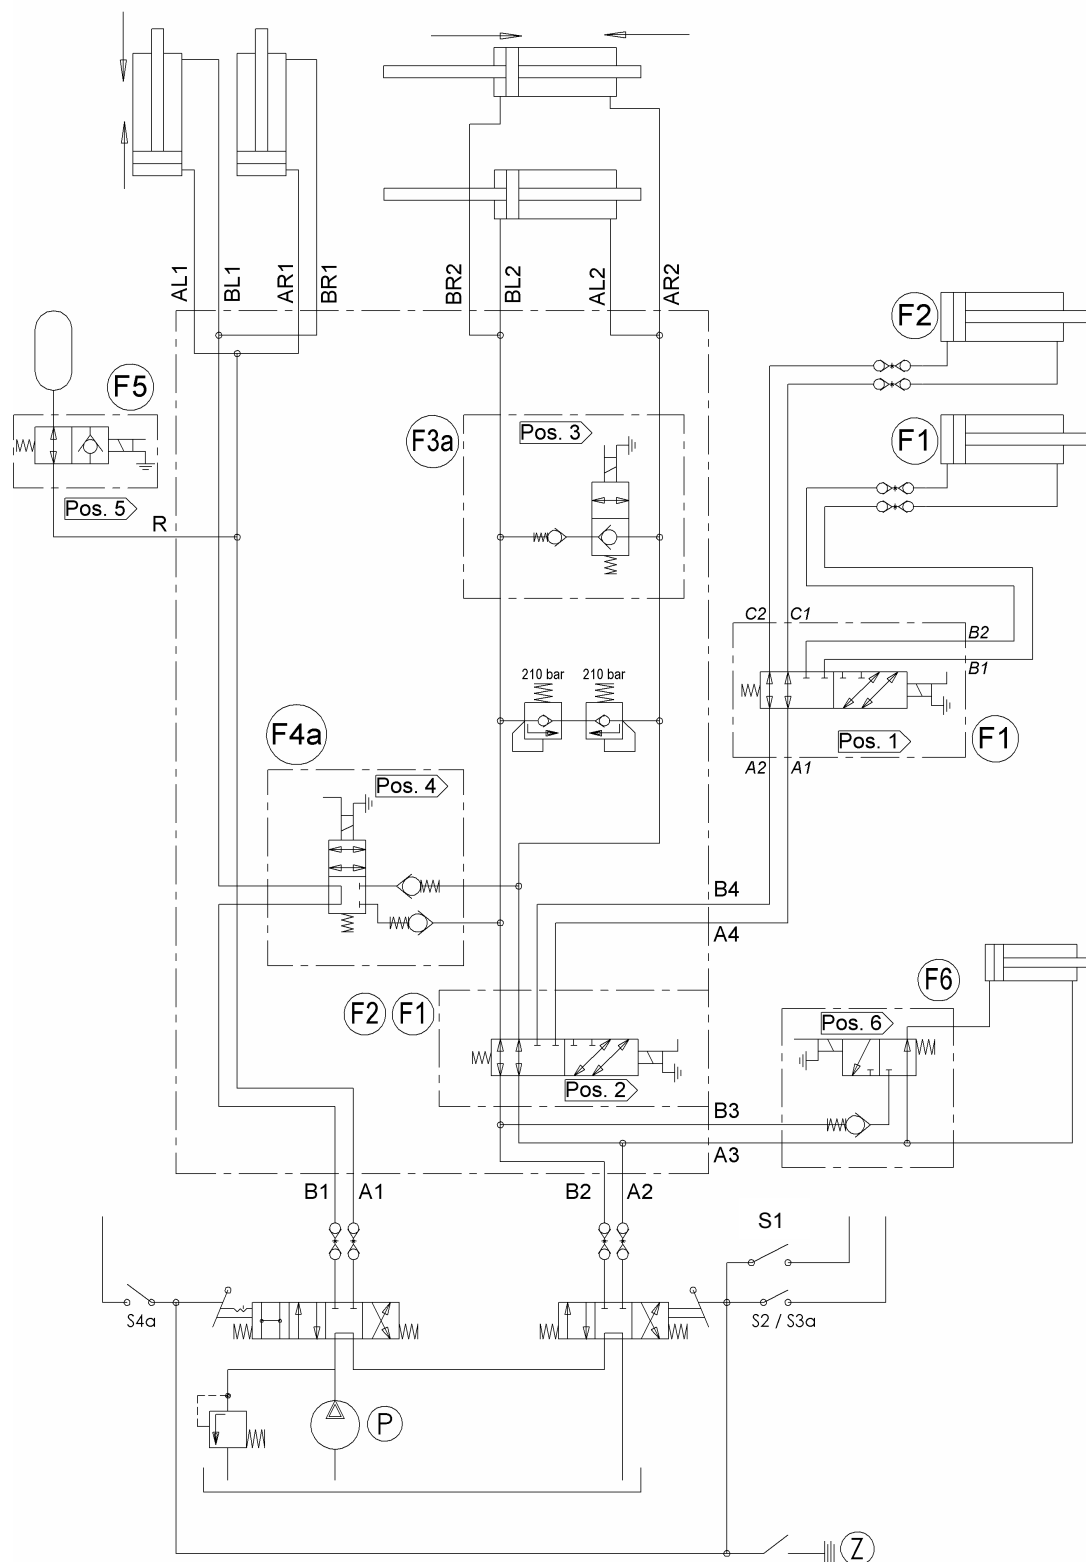 AL1
BL1
AR1
BR1
BR2
BL2
AL2
AR2
F2
F5
F3a
Pos. 3
F1
Pos. 5
R
C2
C1
B2
B1
210 bar
210 bar
F4a
Pos. 1
F1
Pos. 4
A2
A1
B4
A4
F2
F1
F6
Pos. 6
Pos. 2
B3
A3
B1
A1
B2
A2
S1
S4a
S2 / S3a
P
Z